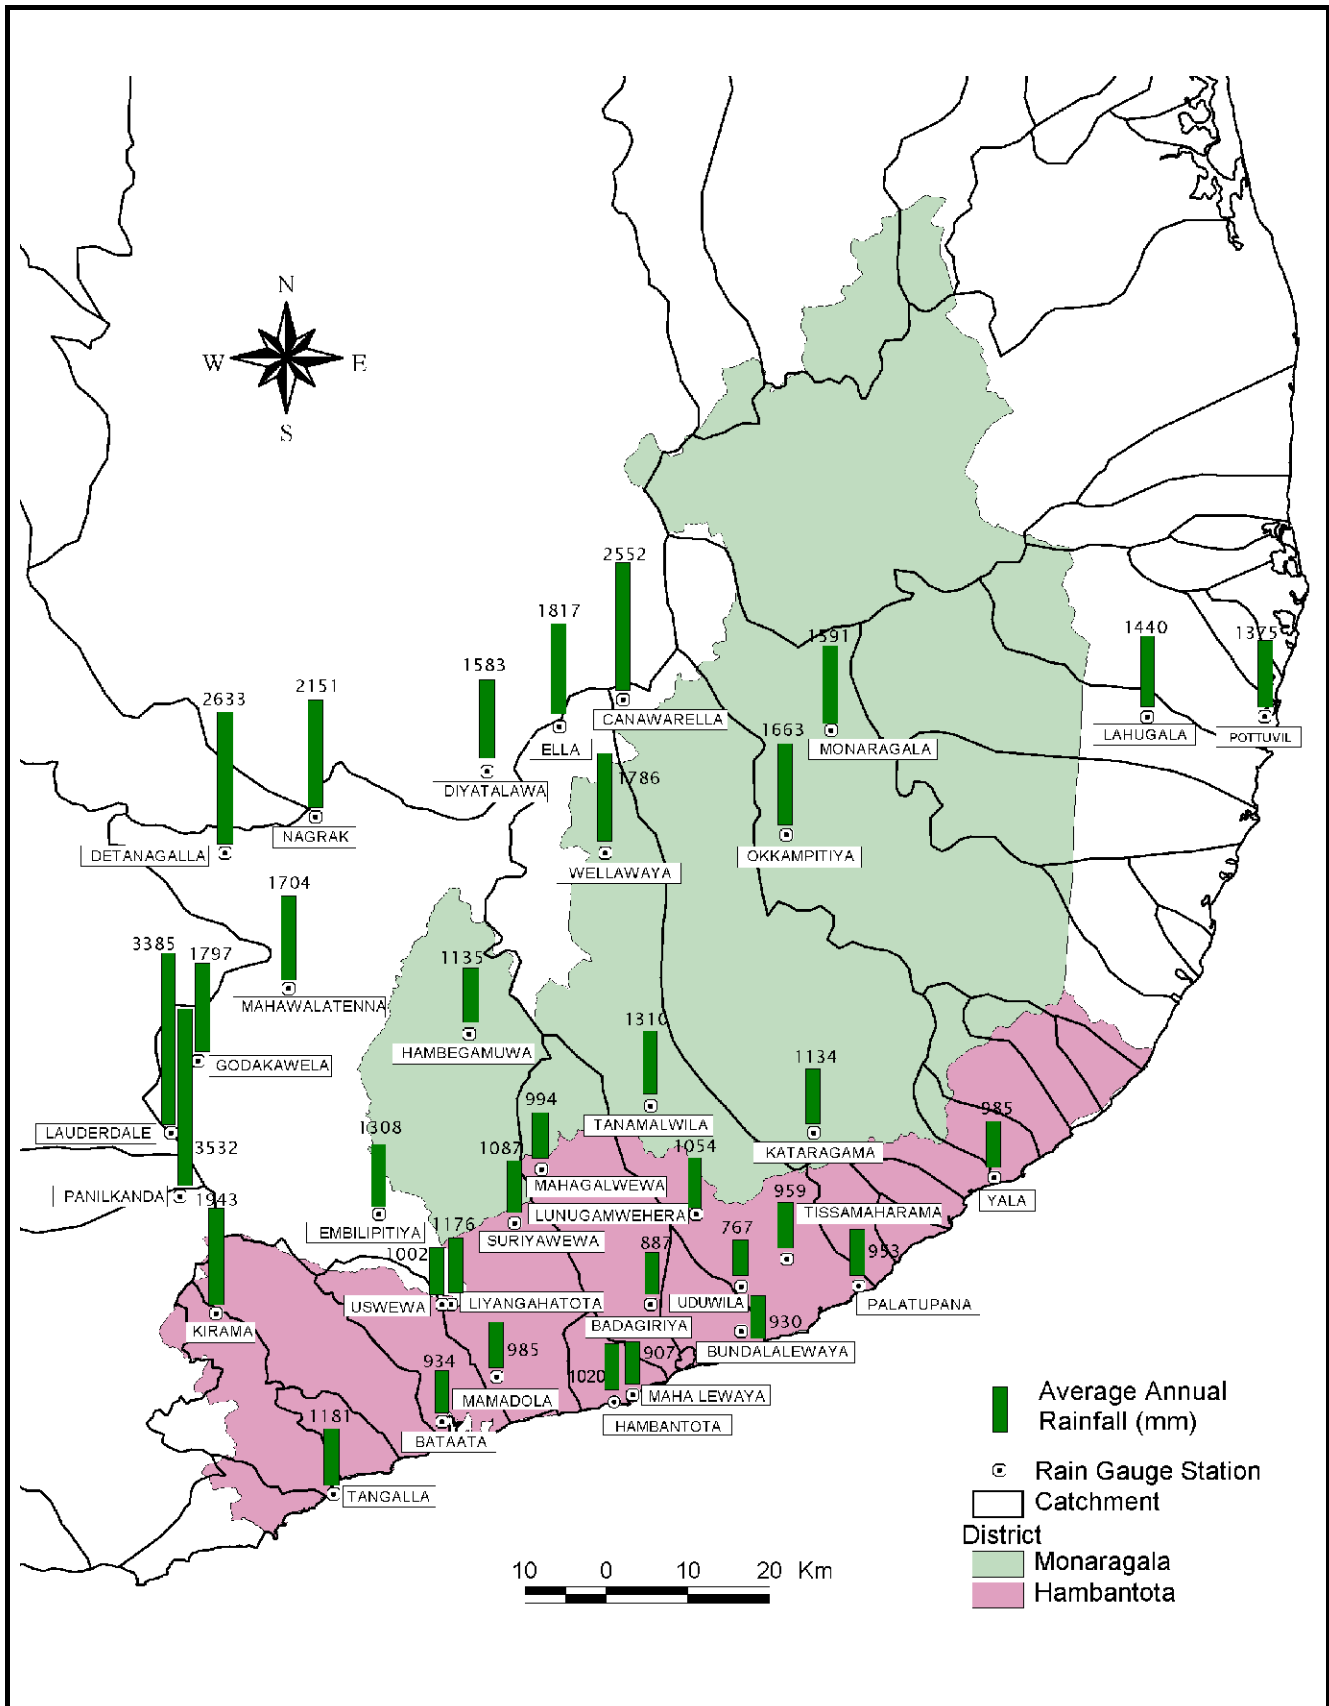 N
W E
S
2552
1817
1591
1440
1375
1583
2151
2633
CANAWARELLA
ELLA
MONARAGALA
LAHUGALA
POTTUVIL
1663
DIYATALAWA
1786
NAGRAK
DETANAGALLA
OKKAMPITIYA
WELLAWAYA
1704
3385
1797
1135
MAHAWALATENNA
1310
HAMBEGAMUWA
GODAKAWELA
1134
994
TANAMALWILA
985
LAUDERDALE
1308
3532
1087
1054
KATARAGAMA
MAHAGALWEWA
PANILKANDA
1943
959
YALA
LUNUGAMWEHERA
TISSAMAHARAMA
EMBILIPITIYA
1176
SURIYAWEWA
767
887
1002
953
USWEWA
LIYANGAHATOTA
UDUWILA
PALATUPANA
BADAGIRIYA
930
KIRAMA
BUNDALALEWAYA
985
907
934
1020
MAHA LEWAYA
MAMADOLA
HAMBANTOTA
1181
BATAATA
TANGALLA
Average Annual
Rainfall (mm)
Rain Gauge Station
Catchment
District
Monaragala
Hambantota
10 0 10 20 Km